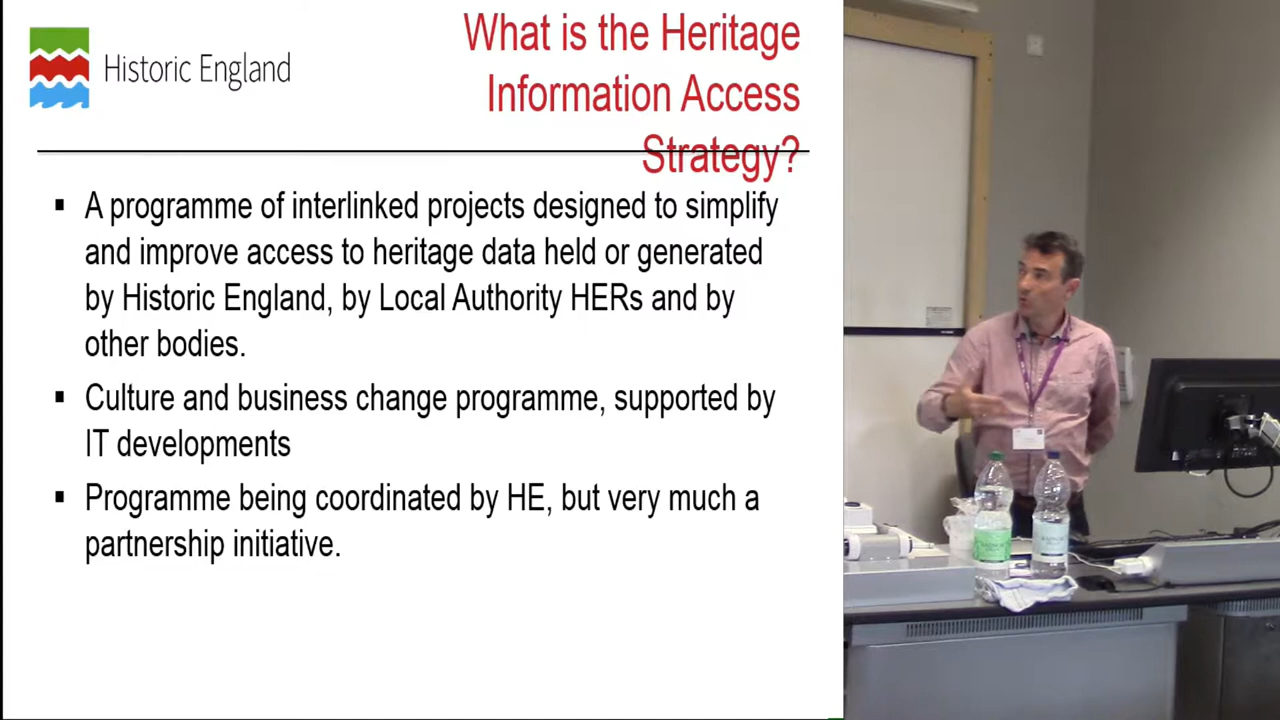 Historic England
What is the Heritage
Information Access
Strategy?
▪ A programme of interlinked projects designed to simplify
and improve access to heritage data held or generated
by Historic England, by Local Authority HERs and by
other bodies.
▪ Culture and business change programme, supported by
IT developments
▪ Programme being coordinated by HE, but very much a
partnership initiative.